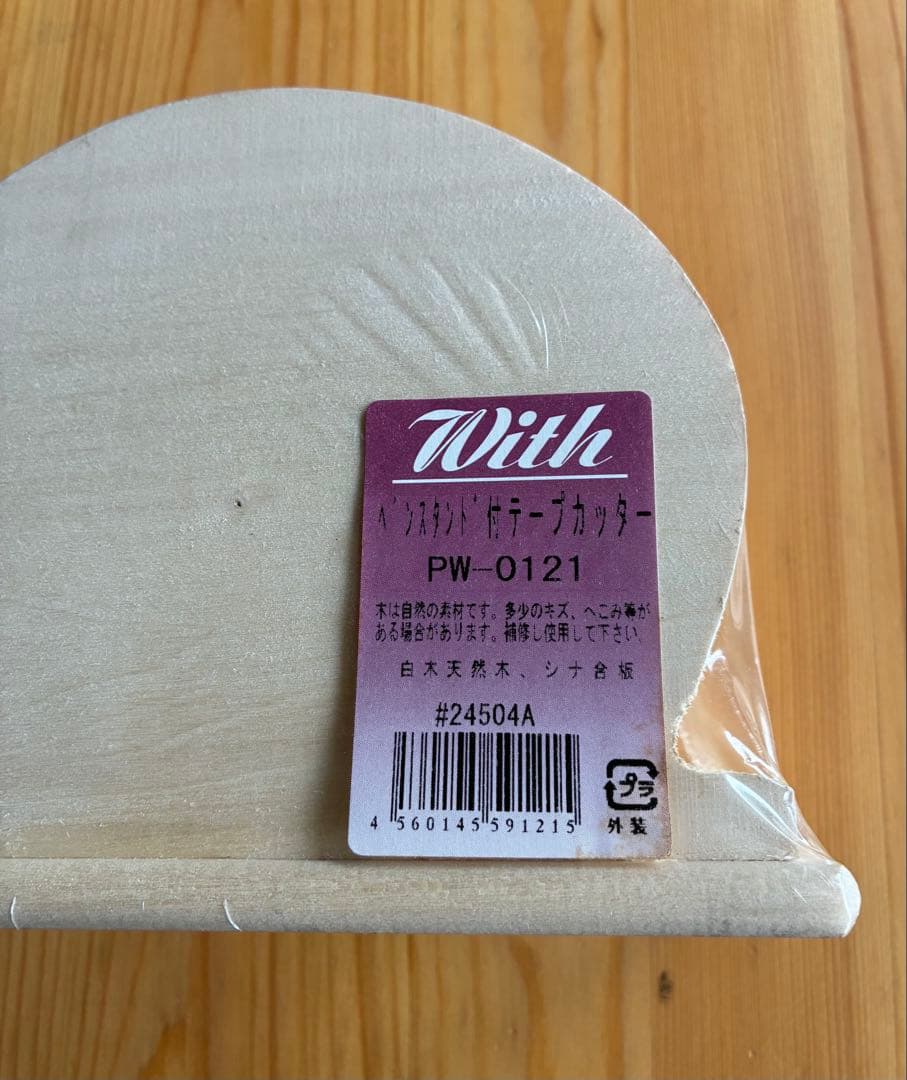 With
ﾍﾟﾝｽﾀﾝﾄﾞ付テープカッター
PW-0121
木は自然の素材です。多少のキズ、へこみ等が
ある場合があります。補修し使用して下さい。
白木天然木、シナ合板
#24504A
4 560145 591215
プラ
外装